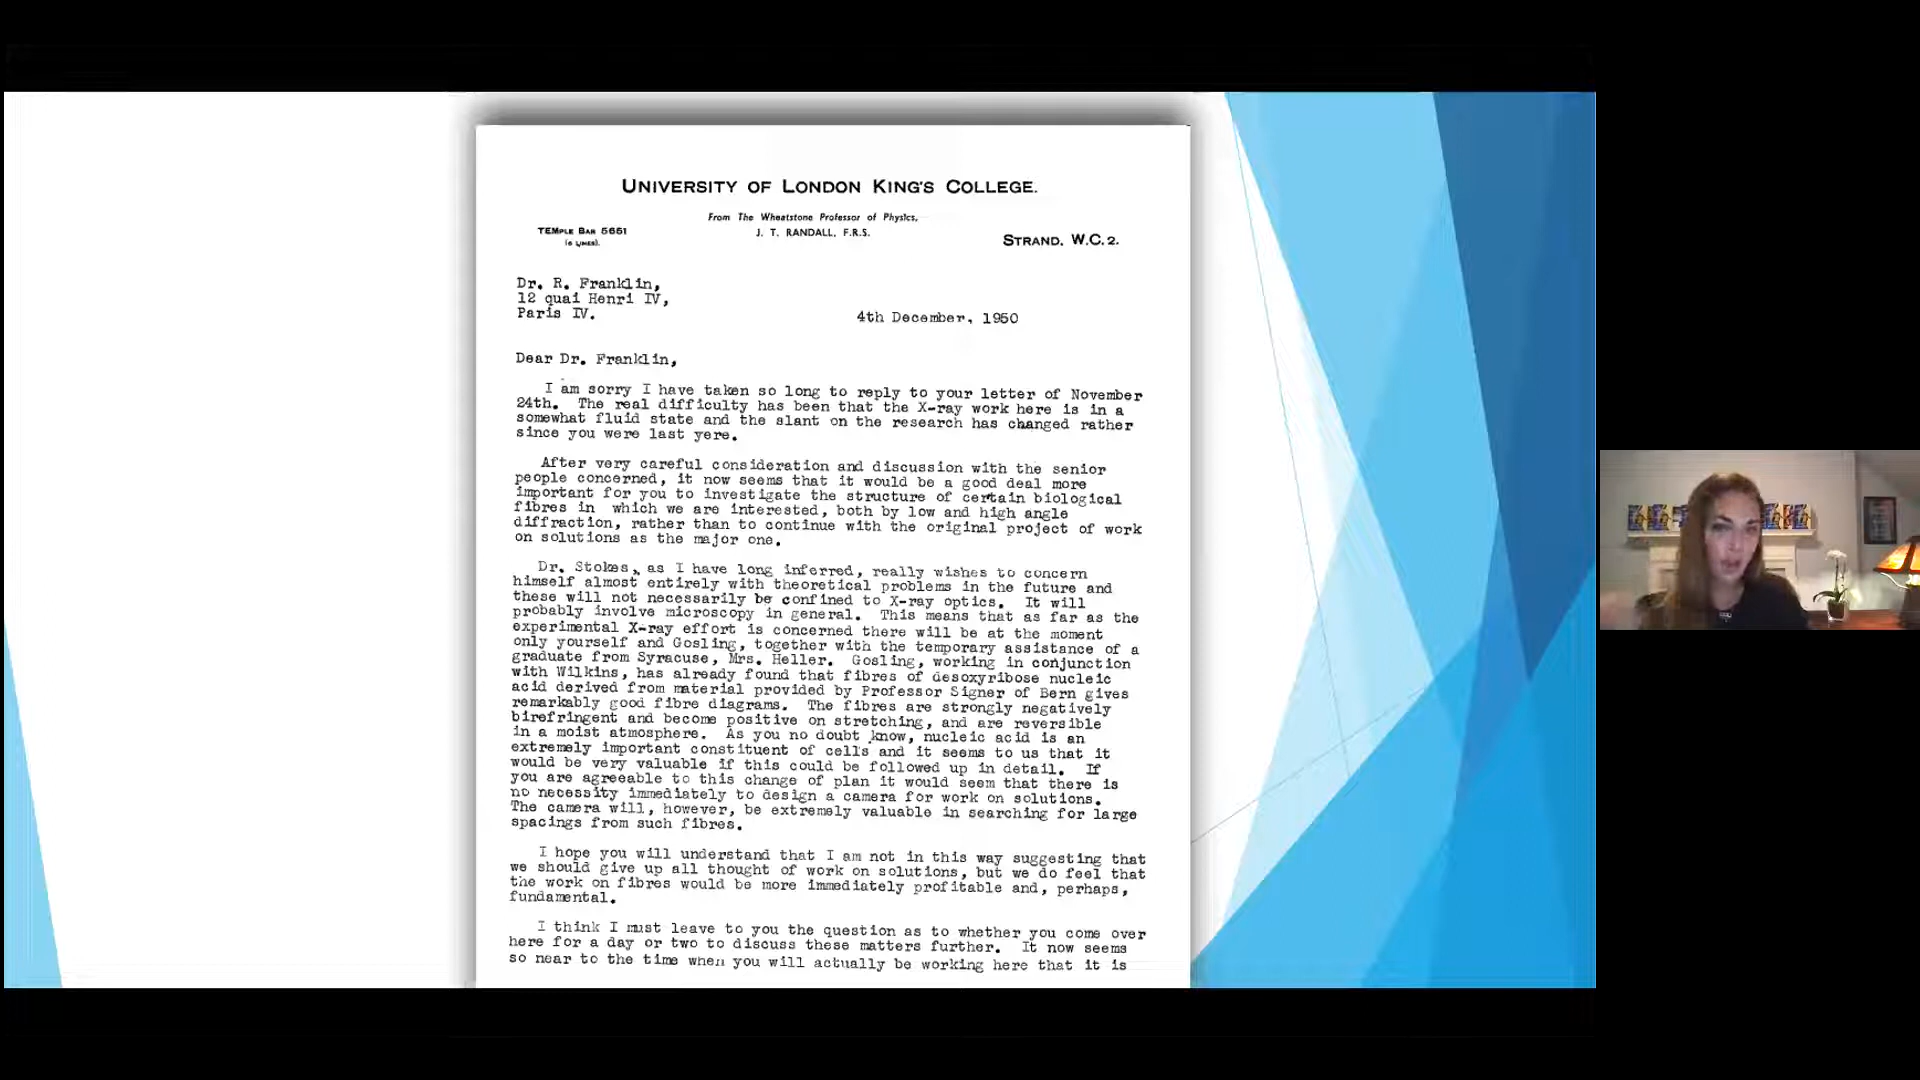 UNIVERSITY OF LONDON KING'S COLLEGE.
From The Wheatstone Professor of Physics,
J. T. RANDALL, F.R.S.
TEMPLE BAR 5651
(6 LINES).
STRAND, W.C.2.
Dr. R. Franklin,
12 quai Henri IV,
Paris IV.
4th December, 1950
Dear Dr. Franklin,
I am sorry I have taken so long to reply to your letter of November
24th. The real difficulty has been that the X-ray work here is in a
somewhat fluid state and the slant on the research has changed rather
since you were last yere.
After very careful consideration and discussion with the senior
people concerned, it now seems that it would be a good deal more
important for you to investigate the structure of certain biological
fibres in which we are interested, both by low and high angle
diffraction, rather than to continue with the original project of work
on solutions as the major one.
Dr. Stokes, as I have long inferred, really wishes to concern
himself almost entirely with theoretical problems in the future and
these will not necessarily be confined to X-ray optics. It will
probably involve microscopy in general. This means that as far as the
experimental X-ray effort is concerned there will be at the moment
only yourself and Gosling, together with the temporary assistance of a
graduate from Syracuse, Mrs. Heller. Gosling, working in conjunction
with Wilkins, has already found that fibres of desoxyribose nucleic
acid derived from material provided by Professor Signer of Bern gives
remarkably good fibre diagrams. The fibres are strongly negatively
birefringent and become positive on stretching, and are reversible
in a moist atmosphere. As you no doubt know, nucleic acid is an
extremely important constituent of cells and it seems to us that it
would be very valuable if this could be followed up in detail. If
you are agreeable to this change of plan it would seem that there is
no necessity immediately to design a camera for work on solutions.
The camera will, however, be extremely valuable in searching for large
spacings from such fibres.
I hope you will understand that I am not in this way suggesting that
we should give up all thought of work on solutions, but we do feel that
the work on fibres would be more immediately profitable and, perhaps,
fundamental.
I think I must leave to you the question as to whether you come over
here for a day or two to discuss these matters further. It now seems
so near to the time when you will actually be working here that it is